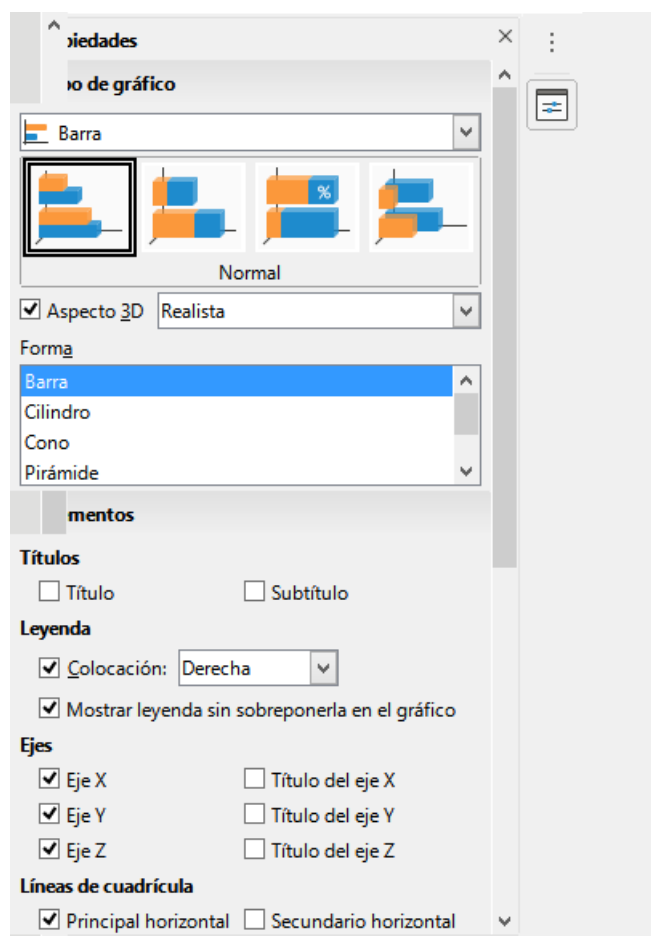 piedades
po de gráfico
Barra
%
Normal
Aspecto 3D Realista
Forma
Barra
Cilindro
Cono
Pirámide
mentos
Títulos
Título Subtítulo
Leyenda
Colocación: Derecha
Mostrar leyenda sin sobreponerla en el gráfico
Ejes
Eje X Título del eje X
Eje Y Título del eje Y
Eje Z Título del eje Z
Líneas de cuadrícula
Principal horizontal Secundario horizontal